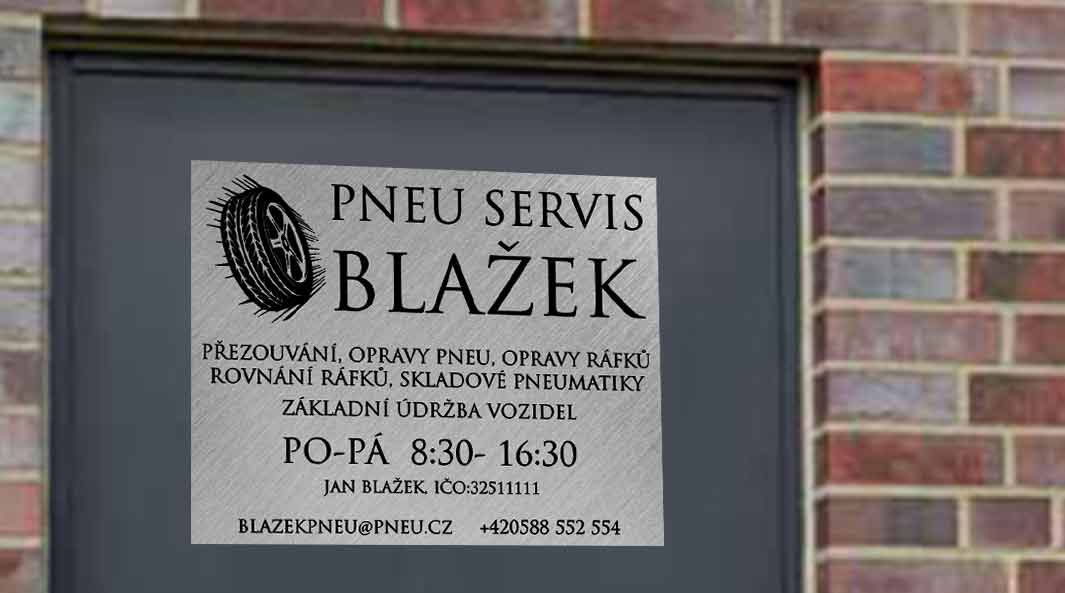 PNEU SERVIS
BLAŽEK
PŘEZOUVÁNÍ, OPRAVY PNEU, OPRAVY RÁFKŮ
ROVNÁNÍ RÁFKŮ, SKLADOVÉ PNEUMATIKY
ZÁKLADNÍ ÚDRŽBA VOZIDEL
PO-PÁ 8:30- 16:30
JAN BLAŽEK, IČO:32511111
BLAZEKPNEU@PNEU.CZ +420588 552 554